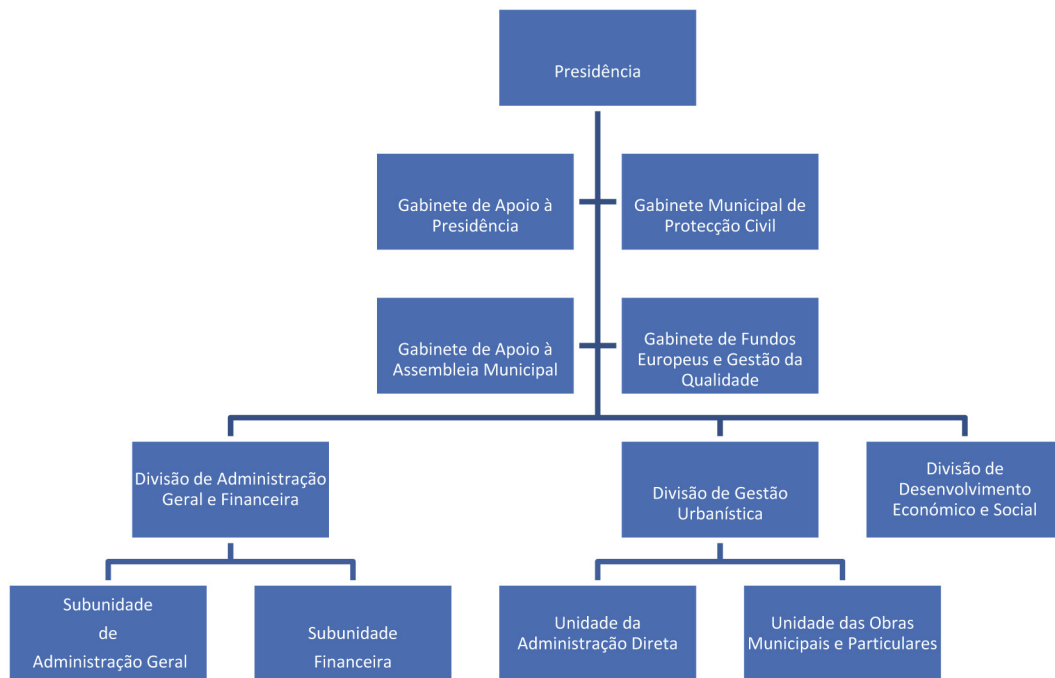 Presidência
Gabinete de Apoio à
Presidência
Gabinete Municipal de
Protecção Civil
Gabinete de Apoio à
Assembleia Municipal
Gabinete de Fundos
Europeus e Gestão da
Qualidade
Divisão de Administração
Geral e Financeira
Divisão de Gestão
Urbanística
Divisão de
Desenvolvimento
Económico e Social
Subunidade
de
Administração Geral
Subunidade
Financeira
Unidade da
Administração Direta
Unidade das Obras
Municipais e Particulares